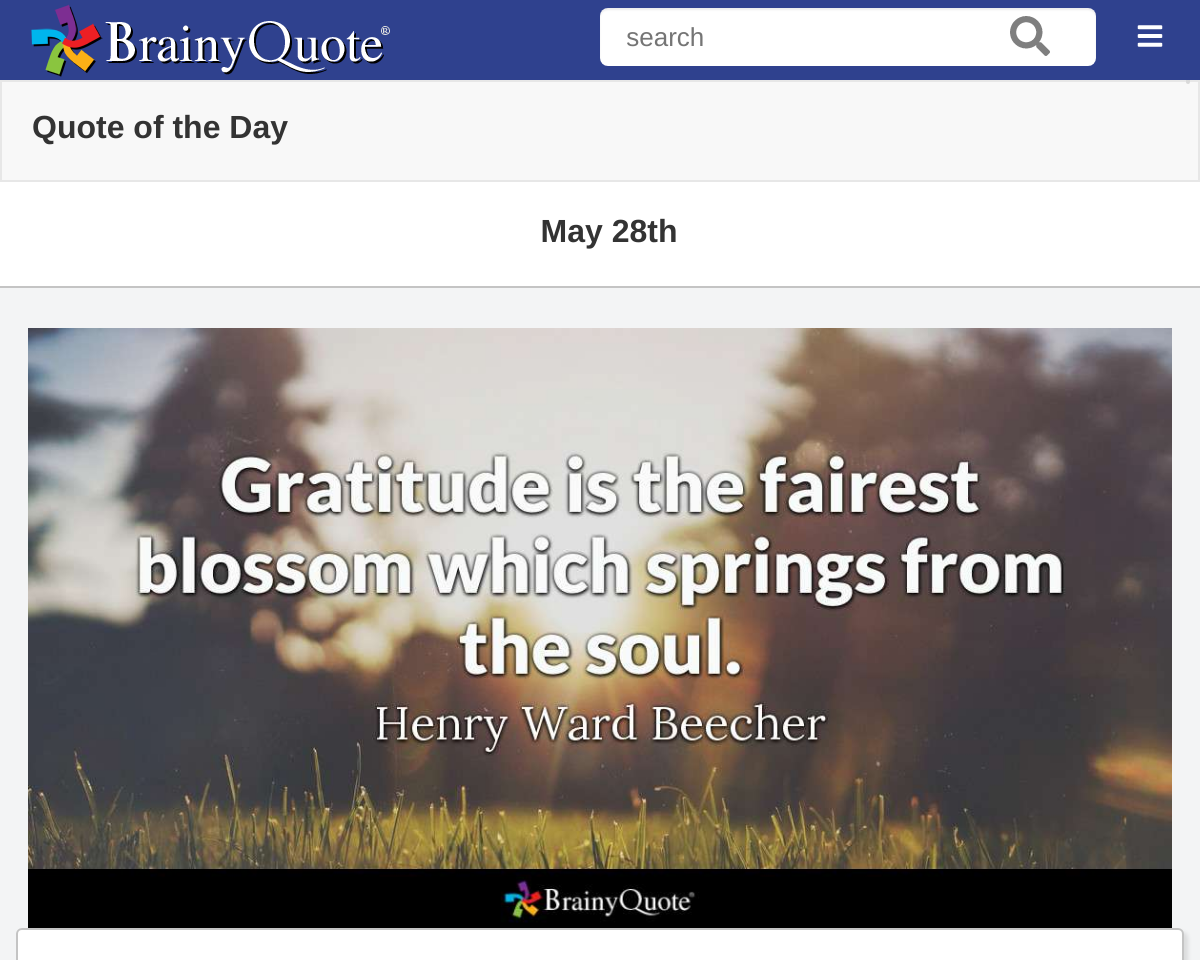 BrainyQuote®
search
Quote of the Day
May 28th
Gratitude is the fairest
blossom which springs from
the soul.
Henry Ward Beecher
BrainyQuote®